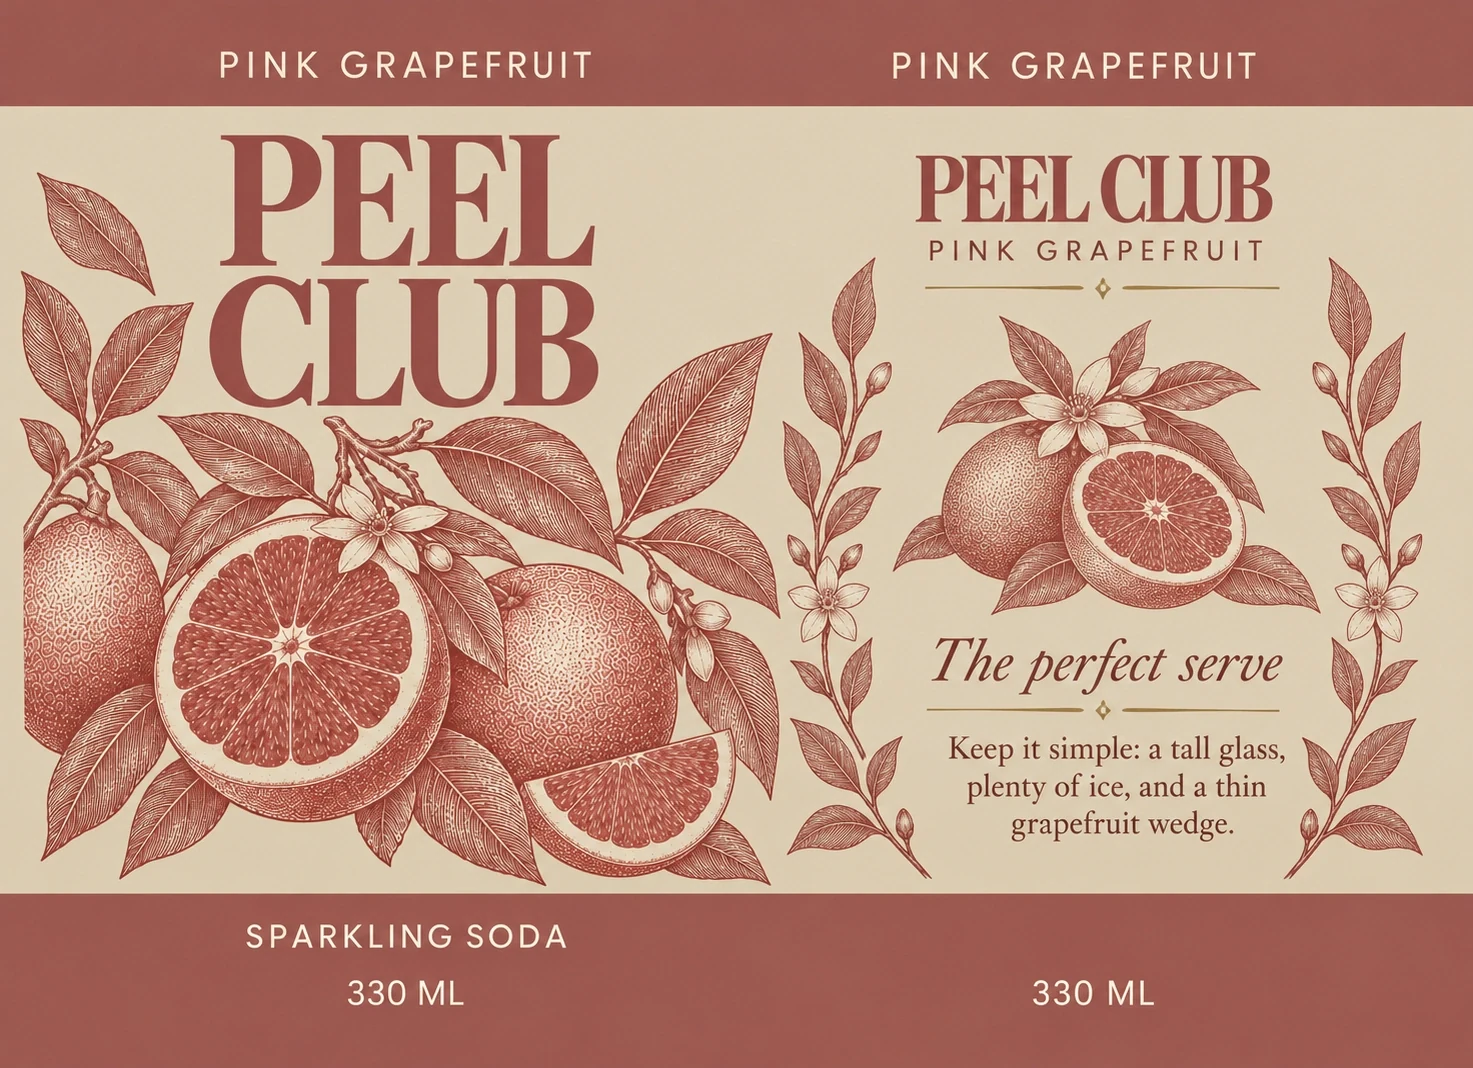 PINK GRAPEFRUIT
PEEL
CLUB
SPARKLING SODA
330 ML
PINK GRAPEFRUIT
PEEL CLUB
PINK GRAPEFRUIT
The perfect serve
Keep it simple: a tall glass,
plenty of ice, and a thin
grapefruit wedge.
330 ML